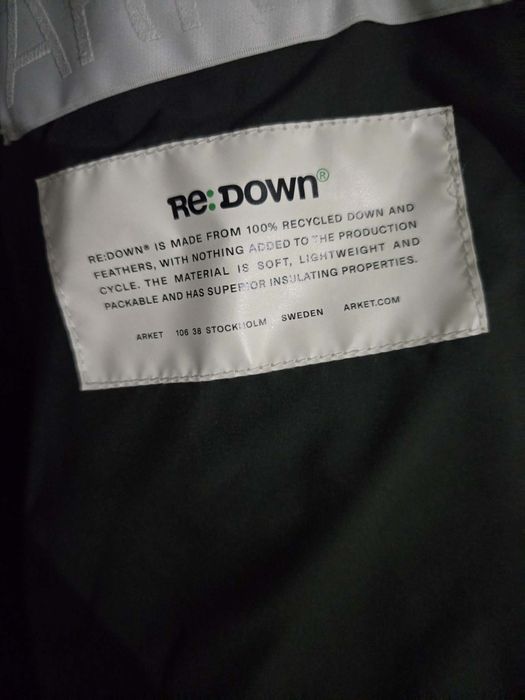 Re:DOWN®
RE:DOWN® IS MADE FROM 100% RECYCLED DOWN AND
FEATHERS, WITH NOTHING ADDED TO THE PRODUCTION
CYCLE. THE MATERIAL IS SOFT, LIGHTWEIGHT AND
PACKABLE AND HAS SUPERIOR INSULATING PROPERTIES.
ARKET 106 38 STOCKHOLM SWEDEN ARKET.COM